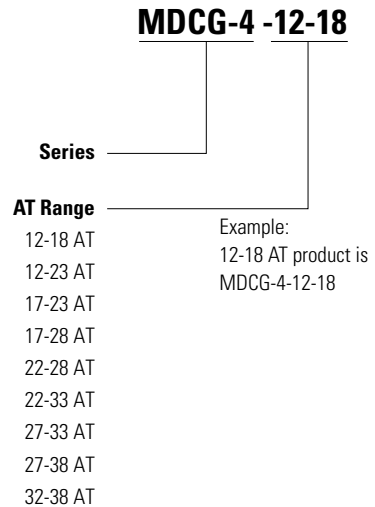 MDCG-4 -12-18
Series
AT Range
12-18 AT
12-23 AT
17-23 AT
17-28 AT
22-28 AT
22-33 AT
27-33 AT
27-38 AT
32-38 AT
Example:
12-18 AT product is
MDCG-4-12-18